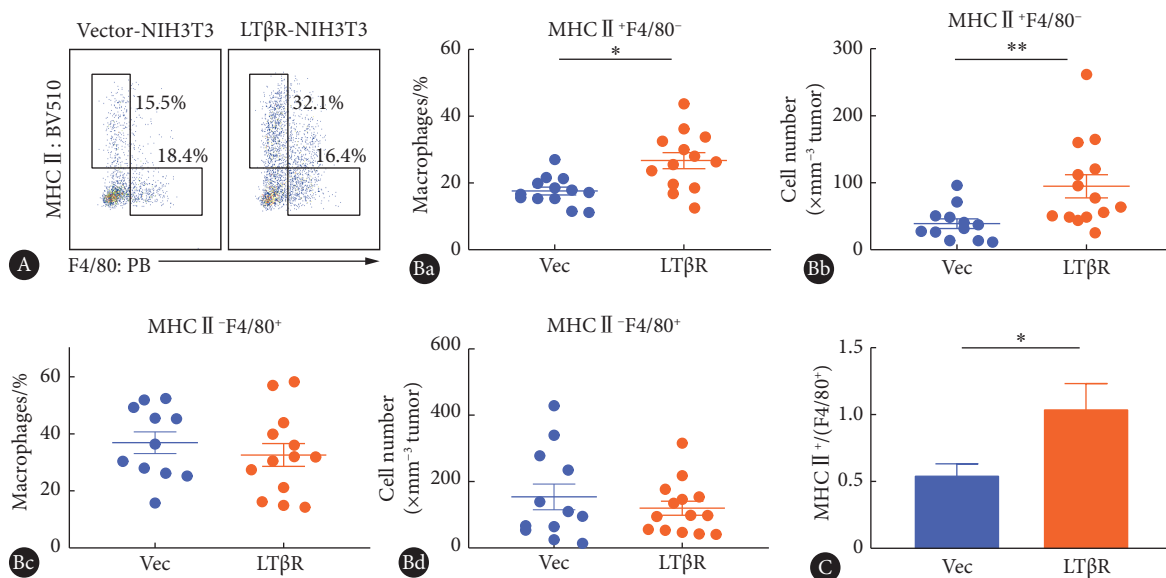 Vector-NIH3T3
LTβR-NIH3T3
MHC Ⅱ: BV510
15.5%
18.4%
32.1%
16.4%
A
F4/80: PB
MHC Ⅱ ⁺F4/80⁻
*
Macrophages/%
60
40
20
0
Vec
LTβR
Ba
MHC Ⅱ ⁺F4/80⁻
**
Cell number
(×mm⁻³ tumor)
300
200
100
0
Vec
LTβR
Bb
MHC Ⅱ ⁻F4/80⁺
Macrophages/%
60
40
20
0
Vec
LTβR
Bc
MHC Ⅱ ⁻F4/80⁺
Cell number
(×mm⁻³ tumor)
600
400
200
0
Vec
LTβR
Bd
*
MHC Ⅱ⁺/(F4/80⁺)
1.5
1.0
0.5
0
Vec
LTβR
C